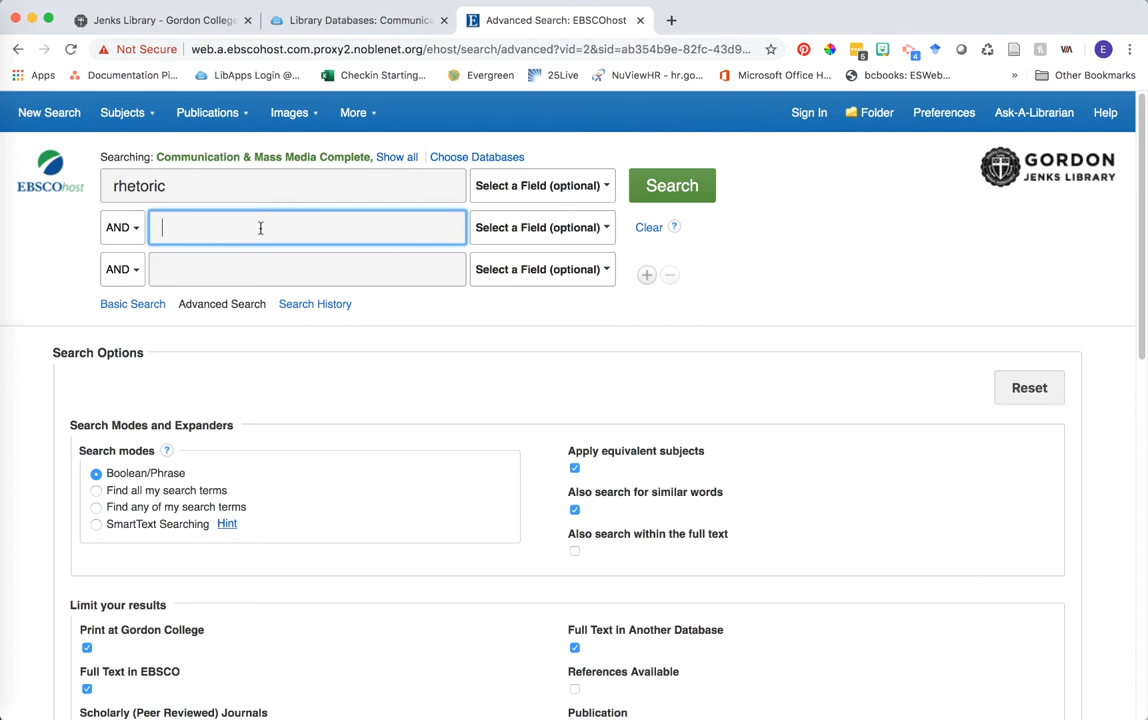 Jenks Library - Gordon College
Library Databases: Communica
Advanced Search: EBSCOhost
Not Secure
web.a.ebscohost.com.proxy2.noblenet.org/ehost/search/advanced?vid=2&sid=ab354b9e-82fc-43d9...
5
4
E
Apps
Documentation Pi...
LibApps Login @...
Checkin Starting...
Evergreen
25Live
NuViewHR - hr.go...
Microsoft Office H...
bcbooks: ESWeb...
»
Other Bookmarks
New Search
Subjects
Publications
Images
More
Sign In
Folder
Preferences
Ask-A-Librarian
Help
EBSCOhost
Searching: Communication & Mass Media Complete, Show all | Choose Databases
rhetoric
Select a Field (optional)
Search
GORDON
JENKS LIBRARY
AND
Select a Field (optional)
Clear ?
AND
Select a Field (optional)
Basic Search
Advanced Search
Search History
Search Options
Reset
Search Modes and Expanders
Search modes ?
Boolean/Phrase
Find all my search terms
Find any of my search terms
SmartText Searching Hint
Apply equivalent subjects
Also search for similar words
Also search within the full text
Limit your results
Print at Gordon College
Full Text in Another Database
Full Text in EBSCO
References Available
Scholarly (Peer Reviewed) Journals
Publication